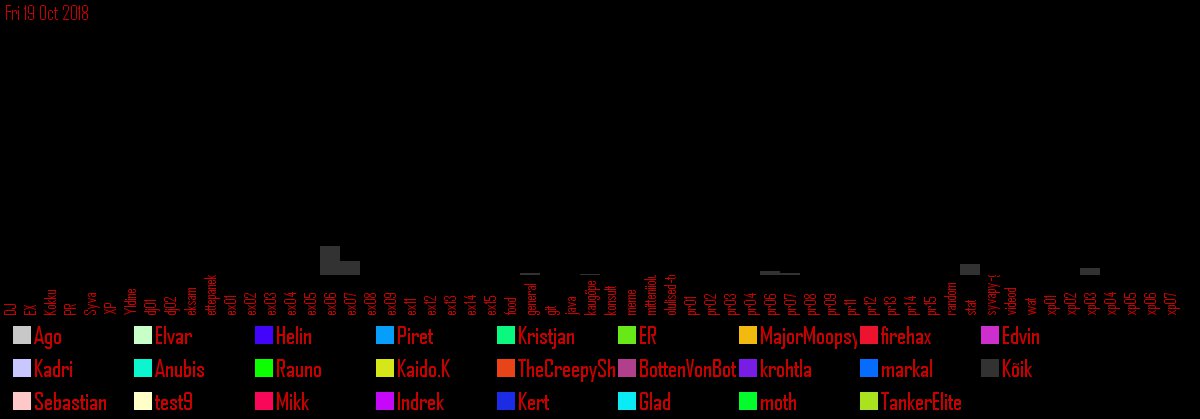 Fri 19 Oct 2018
DJ EX Kokku PR Syva XP Yldine dj01 dj02 eksam ettepanek ex01 ex02 ex03 ex04 ex05 ex06 ex07 ex08 ex09 ex11 ex12 ex13 ex14 ex15 food general git java kaugõpe konsult meme mitteniiolu olulised-t pr01 pr02 pr03 pr04 pr06 pr07 pr08 pr09 pr11 pr12 pr13 pr14 pr15 random stat syvapy-q videod wat xp01 xp02 xp03 xp04 xp05 xp06 xp07
Ago Elvar Helin Piret Kristjan ER MajorMoopsy firehax Edvin
Kadri Anubis Rauno Kaido.K TheCreepySh BottenVonBot krohtla markal Kõik
Sebastian test9 Mikk Indrek Kert Glad moth TankerElite